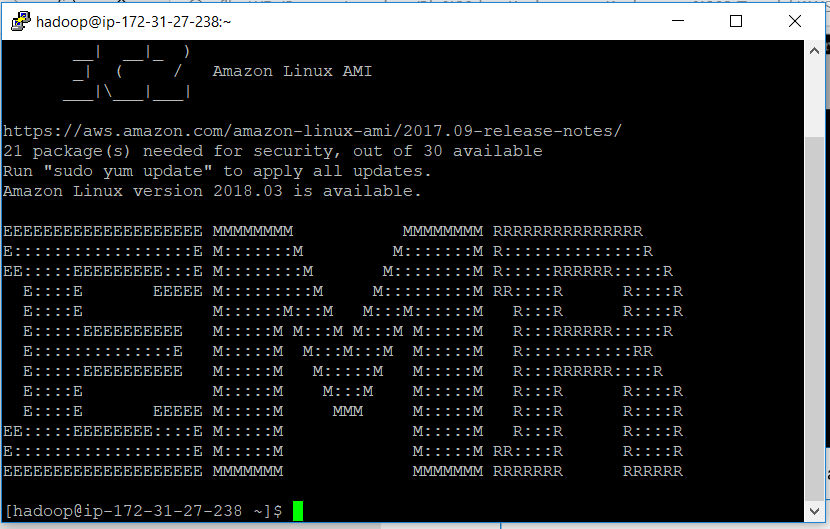 hadoop@ip-172-31-27-238:~
       __|  __|_  )
       _|  (     /   Amazon Linux AMI
      ___|\___|___|
https://aws.amazon.com/amazon-linux-ami/2017.09-release-notes/
21 package(s) needed for security, out of 30 available
Run "sudo yum update" to apply all updates.
Amazon Linux version 2018.03 is available.
EEEEEEEEEEEEEEEEEEEE MMMMMMMM           MMMMMMMM RRRRRRRRRRRRRRR
E::::::::::::::::::E M:::::::M         M:::::::M R::::::::::::::R
EE:::::EEEEEEEEE:::E M::::::::M       M::::::::M R:::::RRRRRR:::::R
  E::::E       EEEEE M:::::::::M     M:::::::::M RR::::R      R::::R
  E::::E             M::::::M:::M   M:::M::::::M   R:::R      R::::R
  E:::::EEEEEEEEEE   M:::::M M:::M M:::M M:::::M   R:::RRRRRR:::::R
  E::::::::::::::E   M:::::M  M:::M:::M  M:::::M   R:::::::::::RR
  E:::::EEEEEEEEEE   M:::::M   M:::::M   M:::::M   R:::RRRRRR::::R
  E::::E             M:::::M    M:::M    M:::::M   R:::R      R::::R
  E::::E       EEEEE M:::::M     MMM     M:::::M   R:::R      R::::R
EE:::::EEEEEEEE::::E M:::::M             M:::::M   R:::R      R::::R
E::::::::::::::::::E M:::::M             M:::::M RR::::R      R::::R
EEEEEEEEEEEEEEEEEEEE MMMMMMM             MMMMMMM RRRRRRR      RRRRRR
[hadoop@ip-172-31-27-238 ~]$